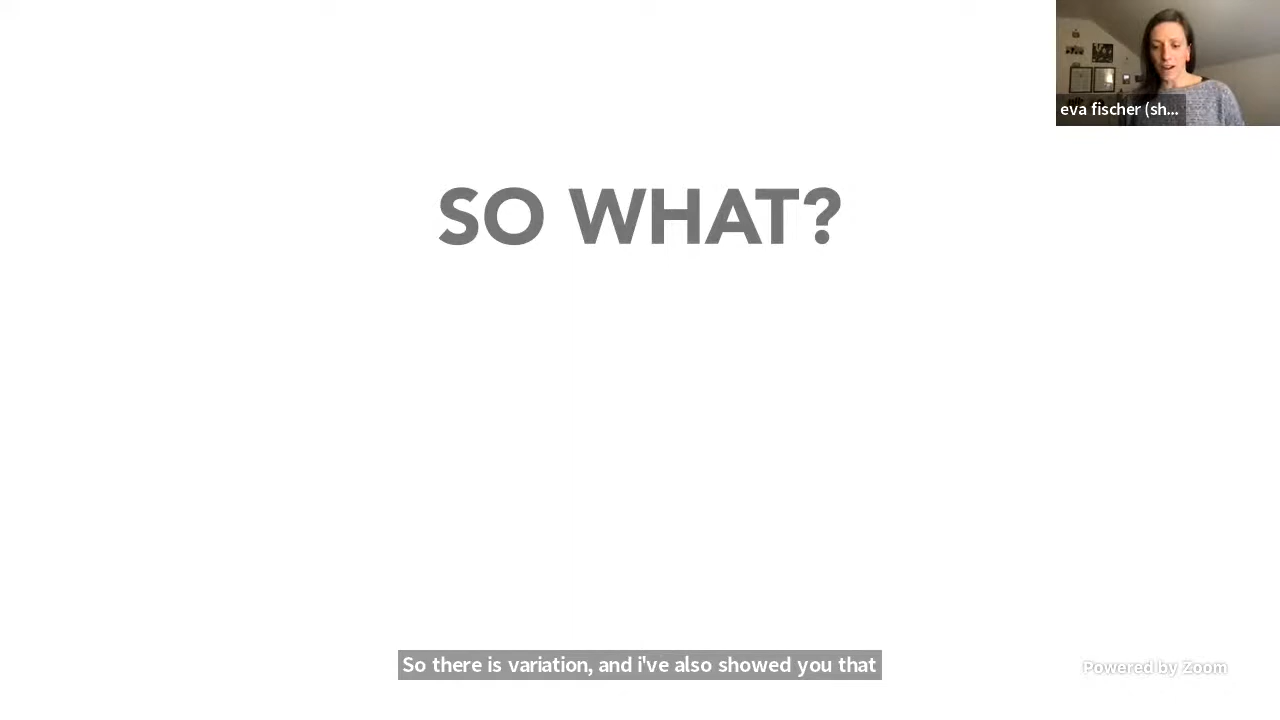 eva fischer (sh...
SO WHAT?
So there is variation, and i've also showed you that
Powered by Zoom